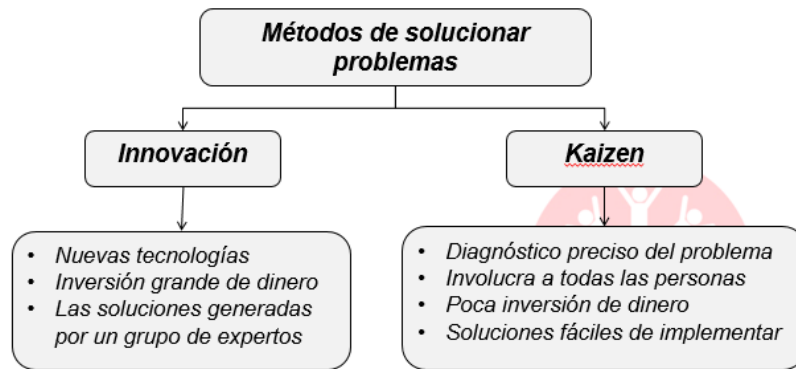 Métodos de solucionar
problemas
Innovación
Kaizen
• Nuevas tecnologías
• Inversión grande de dinero
• Las soluciones generadas
por un grupo de expertos
• Diagnóstico preciso del problema
• Involucra a todas las personas
• Poca inversión de dinero
• Soluciones fáciles de implementar